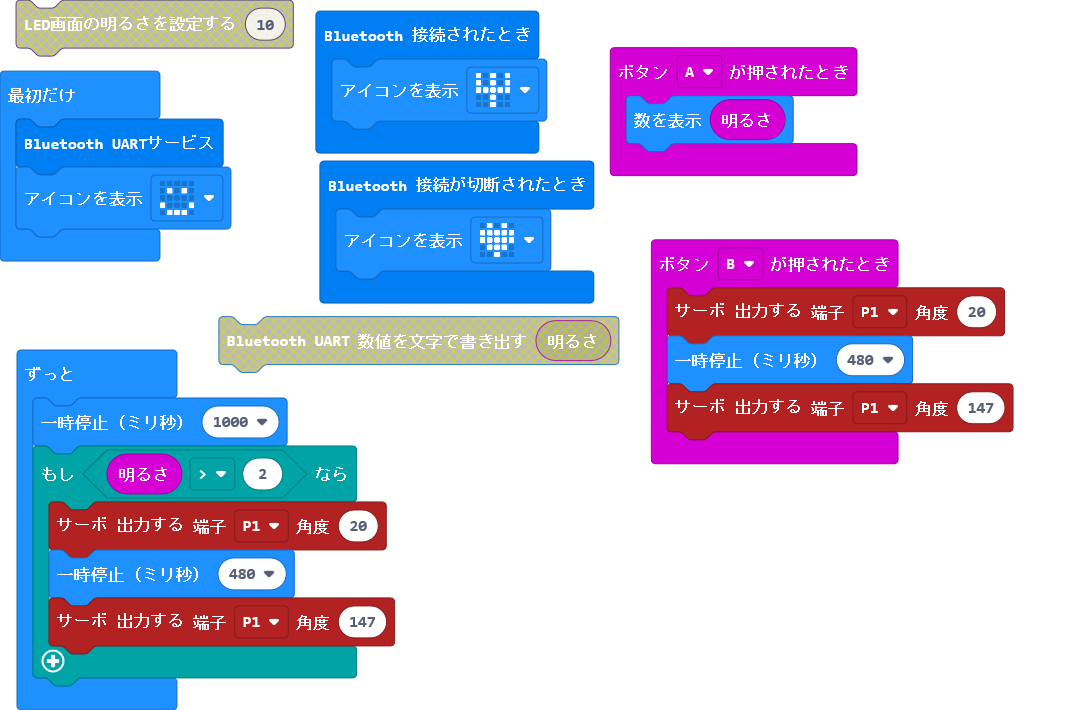 LED画面の明るさを設定する 10
最初だけ
Bluetooth UARTサービス
アイコンを表示
Bluetooth 接続されたとき
アイコンを表示
Bluetooth 接続が切断されたとき
アイコンを表示
ボタン A が押されたとき
数を表示 明るさ
Bluetooth UART 数値を文字で書き出す 明るさ
ボタン B が押されたとき
サーボ 出力する 端子 P1 角度 20
一時停止（ミリ秒） 480
サーボ 出力する 端子 P1 角度 147
ずっと
一時停止（ミリ秒） 1000
もし 明るさ > 2 なら
サーボ 出力する 端子 P1 角度 20
一時停止（ミリ秒） 480
サーボ 出力する 端子 P1 角度 147